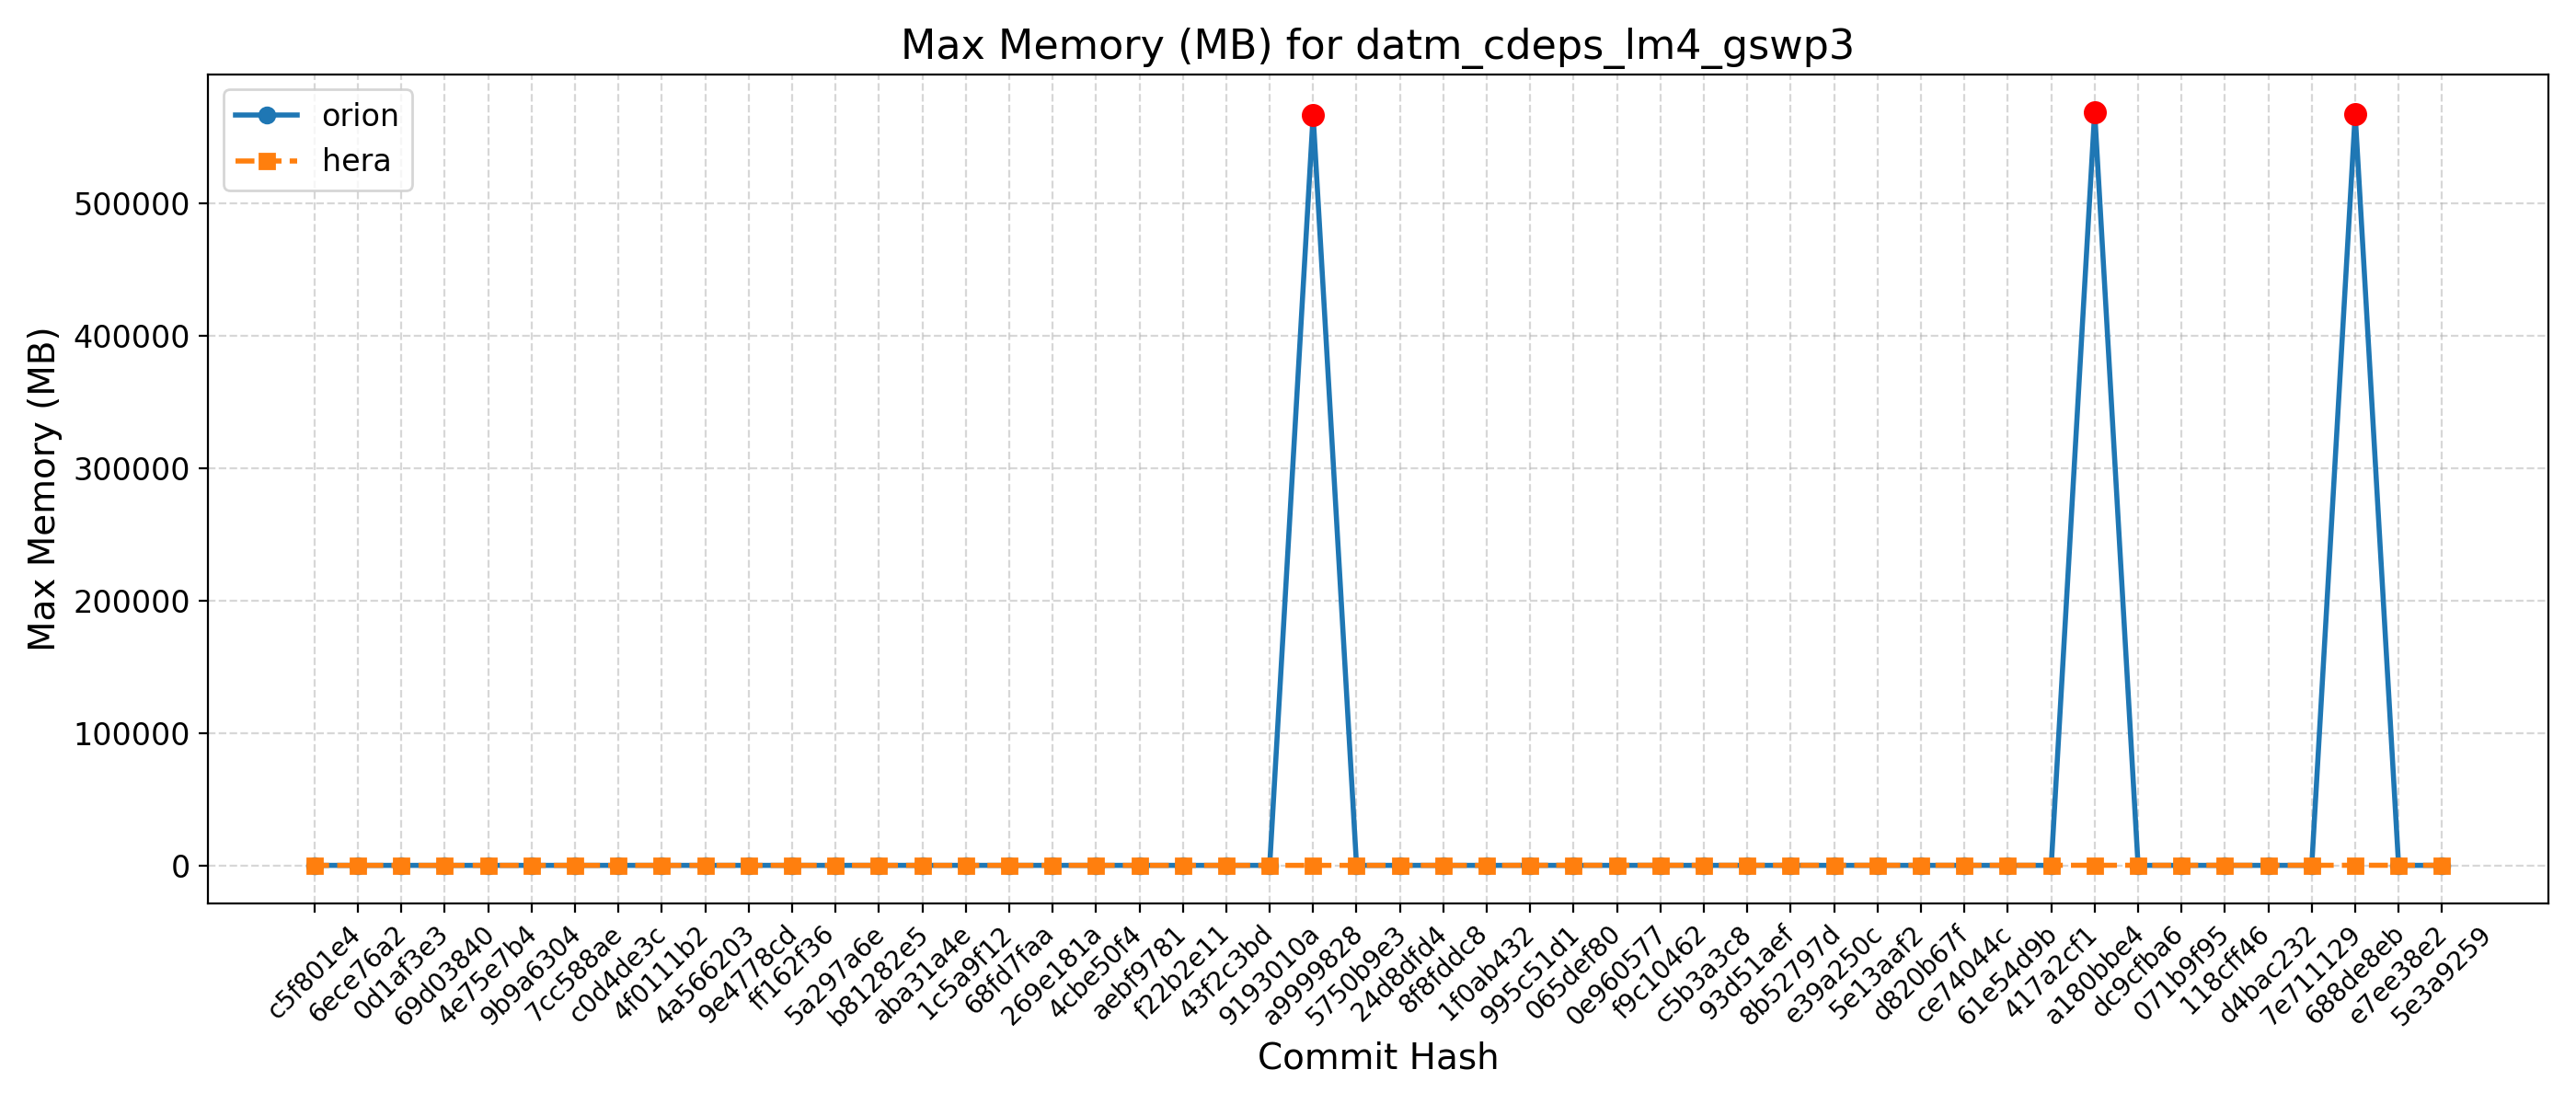 Max Memory (MB) for datm_cdeps_lm4_gswp3
orion
hera
Max Memory (MB)
500000
400000
300000
200000
100000
0
c5f801e4
6ece76a2
0d1af3e3
69d03840
4e75e7b4
9b9a6304
7cc588ae
c0d4de3c
4f0111b2
4a566203
9e4778cd
ff162f36
5a297a6e
b81282e5
aba31a4e
1c5a9f12
68fd7faa
269e181a
4cbe50f4
aebf9781
f22b2e11
43f2c3bd
9193010a
a9999828
5750b9e3
24d8dfd4
8f8fddc8
1f0ab432
995c51d1
065def80
0e960577
f9c10462
c5b3a3c8
93d51aef
8b52797d
e39a250c
5e13aaf2
d820b67f
ce74044c
61e54d9b
417a2cf1
a180bbe4
dc9cfba6
071b9f95
118cff46
d4bac232
7e711129
688de8eb
e7ee38e2
5e3a9259
Commit Hash